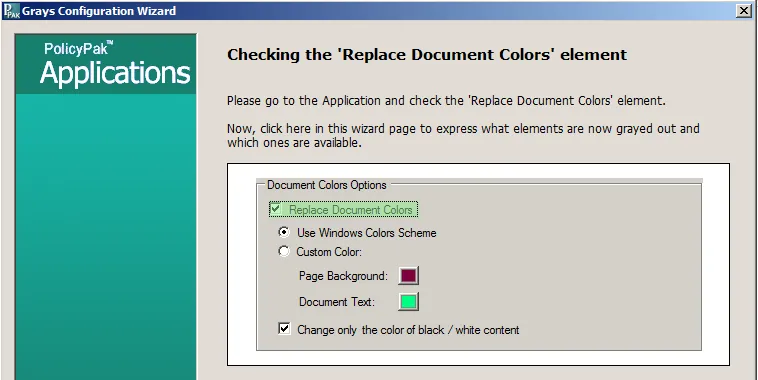 PPAK Grays Configuration Wizard
PolicyPak™
Applications
Checking the 'Replace Document Colors' element
Please go to the Application and check the 'Replace Document Colors' element.
Now, click here in this wizard page to express what elements are now grayed out and
which ones are available.
Document Colors Options
Replace Document Colors
Use Windows Colors Scheme
Custom Color:
Page Background:
Document Text:
Change only the color of black / white content